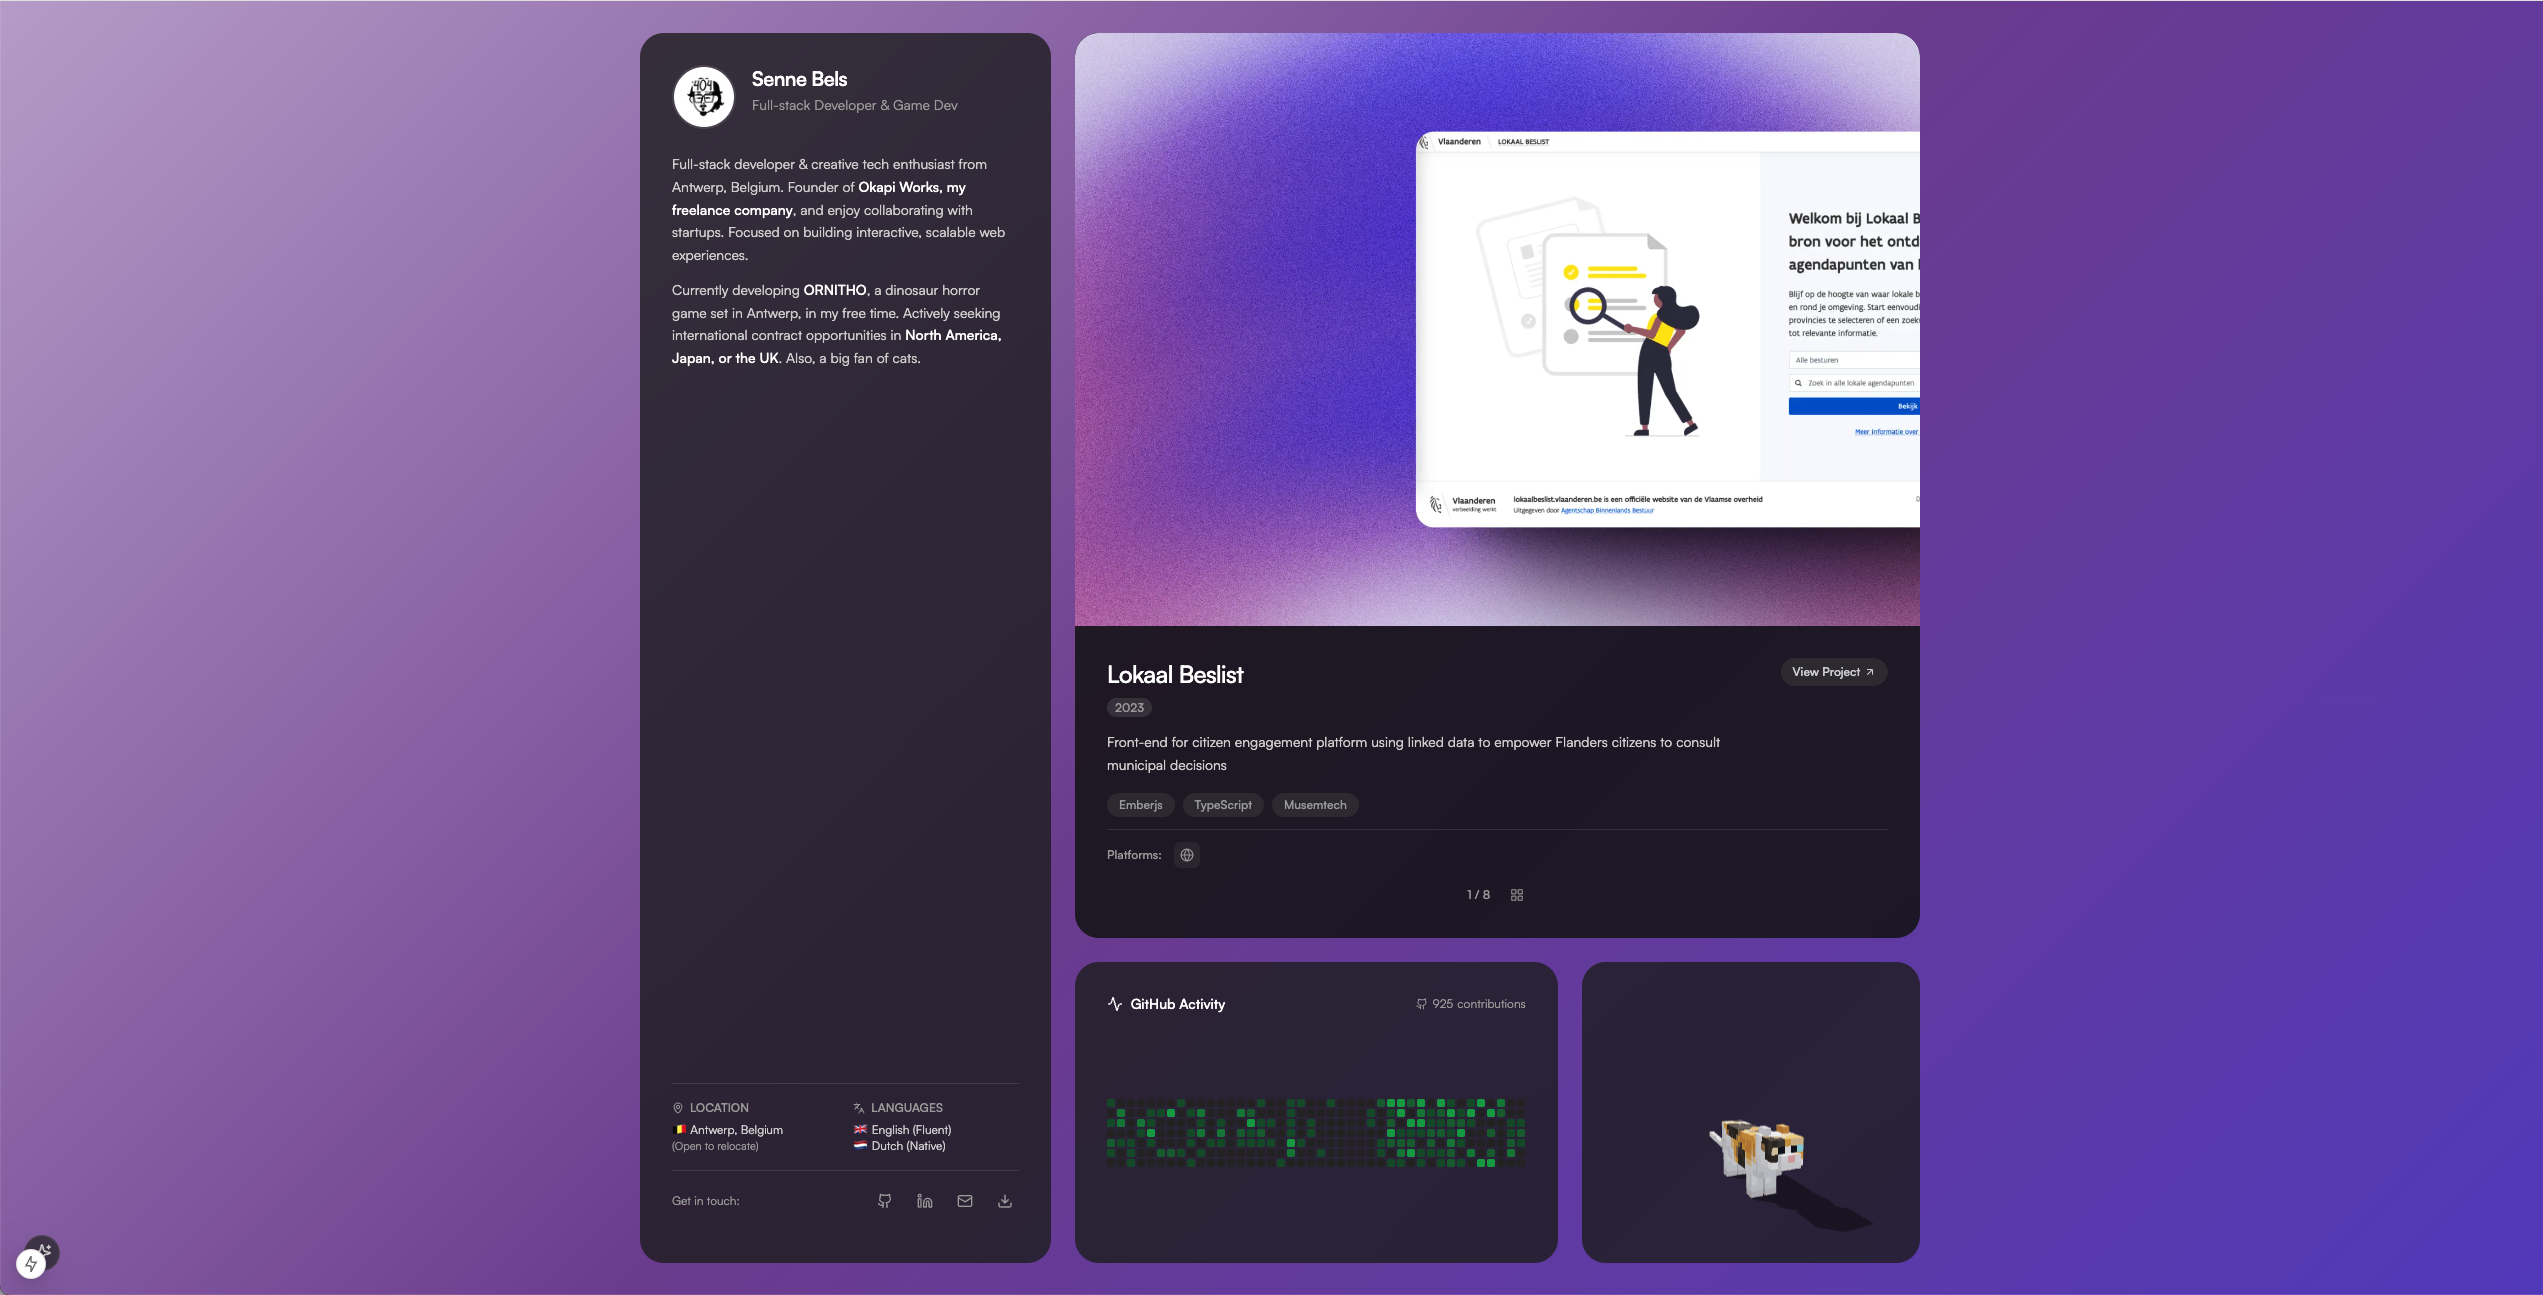 404
Senne Bels
Full-stack Developer & Game Dev
Full-stack developer & creative tech enthusiast from
Antwerp, Belgium. Founder of Okapi Works, my
freelance company, and enjoy collaborating with
startups. Focused on building interactive, scalable web
experiences.
Currently developing ORNITHO, a dinosaur horror
game set in Antwerp, in my free time. Actively seeking
international contract opportunities in North America,
Japan, or the UK. Also, a big fan of cats.
LOCATION
Antwerp, Belgium
(Open to relocate)
LANGUAGES
English (Fluent)
Dutch (Native)
Get in touch:
Vlaanderen
LOKAAL BESLIST
Welkom bij Lokaal B
bron voor het ontd
agendapunten van
Blijf op de hoogte van waar lokale b
en rond je omgeving. Start eenvoudi
provincies te selecteren of een zoek
tot relevante informatie.
Alle besturen
Zoek in alle lokale agendapunten
Bekijk
Meer informatie over
Vlaanderen
verbeelding werkt
lokaalbeslist.vlaanderen.be is een officiële website van de Vlaamse overheid
Uitgegeven door Agentschap Binnenlands Bestuur
Lokaal Beslist
View Project
2023
Front-end for citizen engagement platform using linked data to empower Flanders citizens to consult
municipal decisions
Emberjs
TypeScript
Musemtech
Platforms:
1 / 8
GitHub Activity
925 contributions